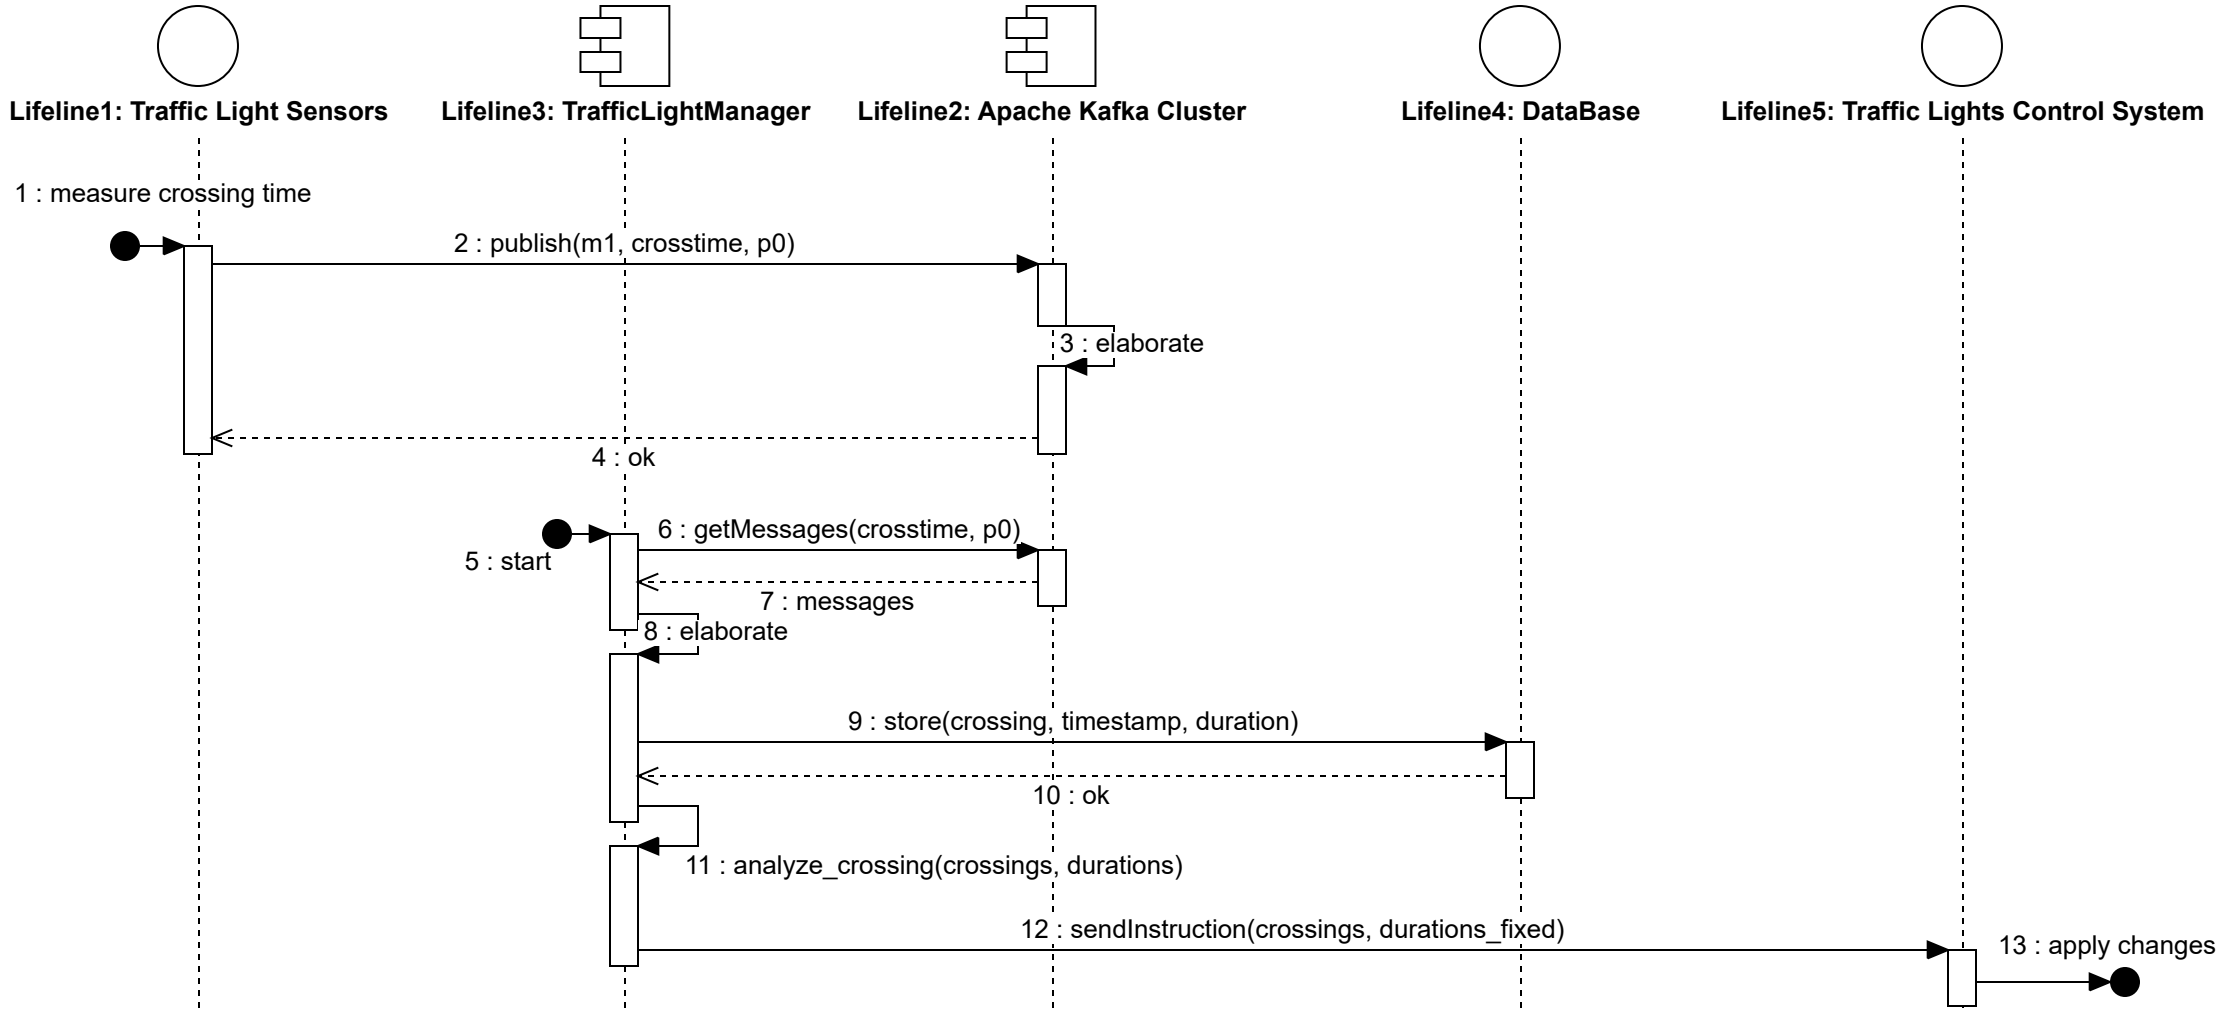 Lifeline1: Traffic Light Sensors
Lifeline3: TrafficLightManager
Lifeline2: Apache Kafka Cluster
Lifeline4: DataBase
Lifeline5: Traffic Lights Control System
1 : measure crossing time
2 : publish(m1, crosstime, p0)
3 : elaborate
4 : ok
5 : start
6 : getMessages(crosstime, p0)
7 : messages
8 : elaborate
9 : store(crossing, timestamp, duration)
10 : ok
11 : analyze_crossing(crossings, durations)
12 : sendInstruction(crossings, durations_fixed)
13 : apply changes